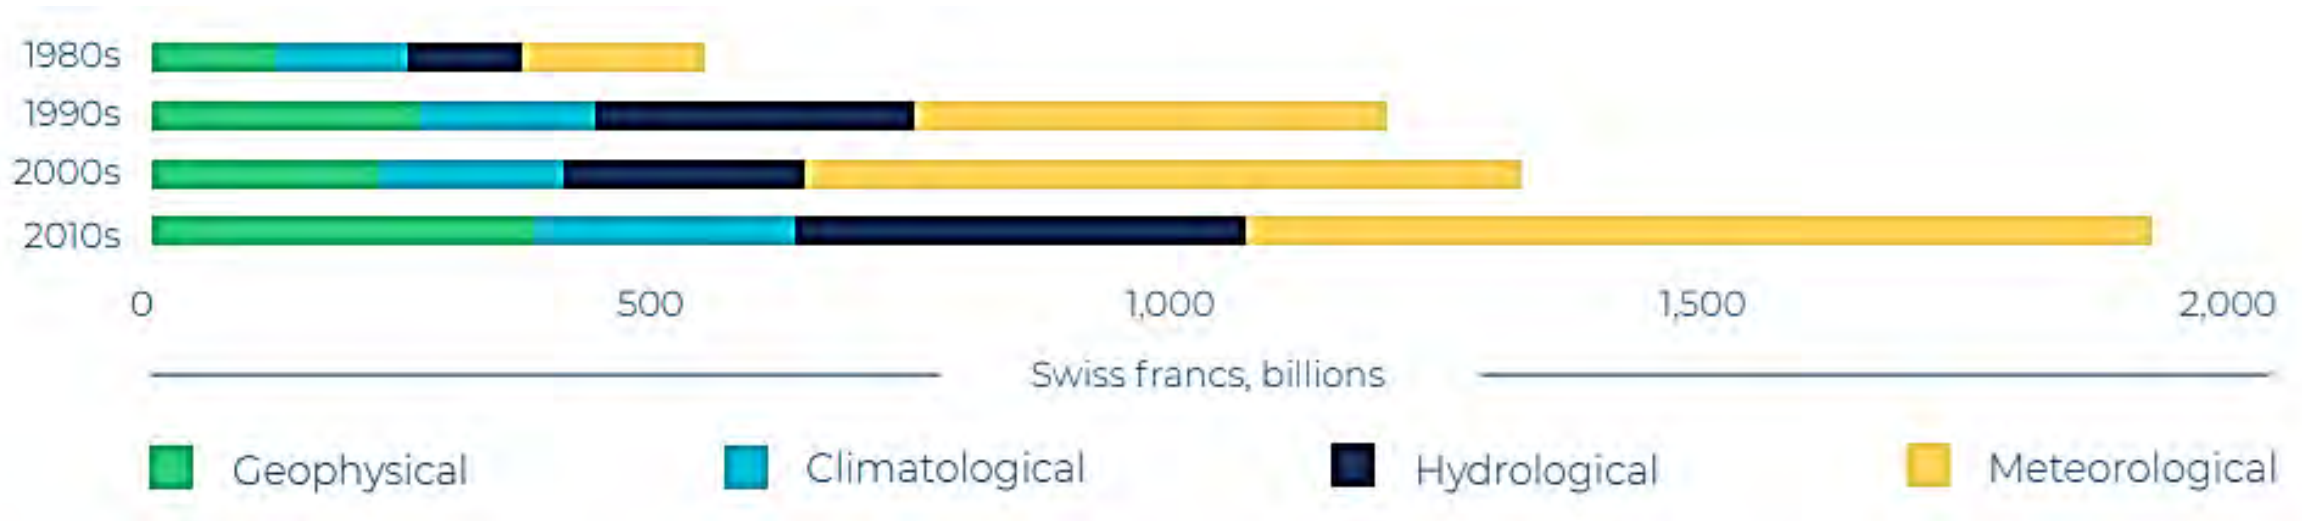 1980s
1990s
2000s
2010s
0 500 1,000 1,500 2,000
Swiss francs, billions
Geophysical Climatological Hydrological Meteorological